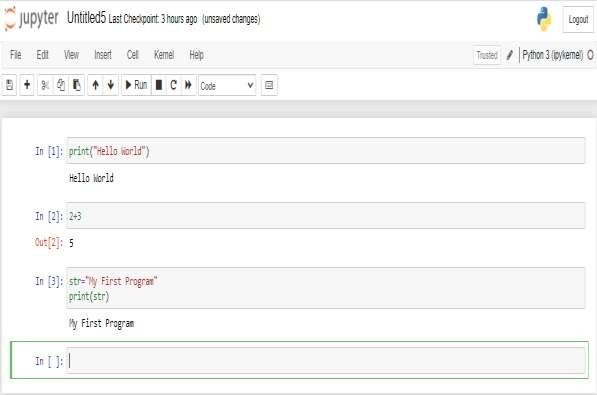 jupyter Untitled5 Last Checkpoint: 3 hours ago (unsaved changes) Logout
File Edit View Insert Cell Kernel Help Trusted Python 3 (ipykernel)
Run Code
In [1]: print("Hello World")
Hello World
In [2]: 2+3
Out[2]: 5
In [3]: str="My First Program"
print(str)
My First Program
In [ ]: